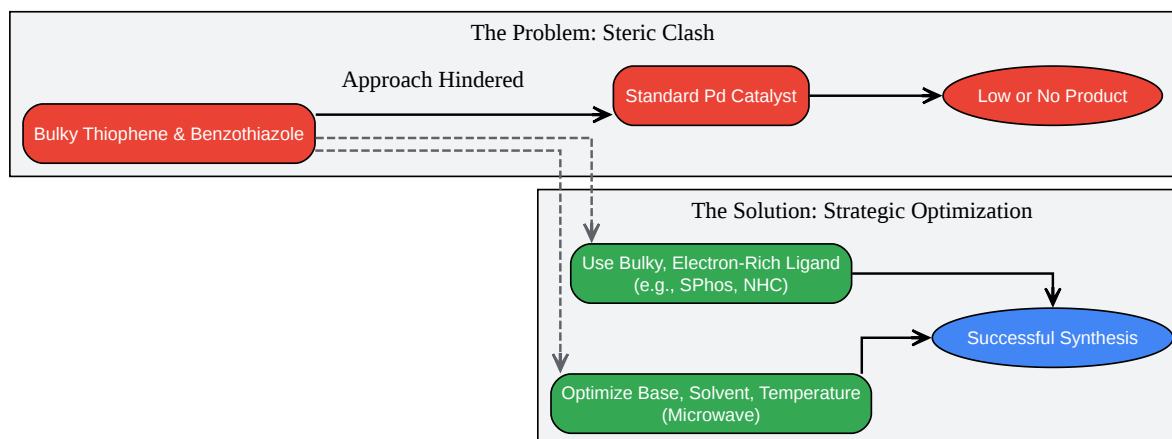 The Problem: Steric Clash
Approach Hindered
Bulky Thiophene & Benzothiazole
Standard Pd Catalyst
Low or No Product
The Solution: Strategic Optimization
Use Bulky, Electron-Rich Ligand
(e.g., SPhos, NHC)
Successful Synthesis
Optimize Base, Solvent, Temperature
(Microwave)